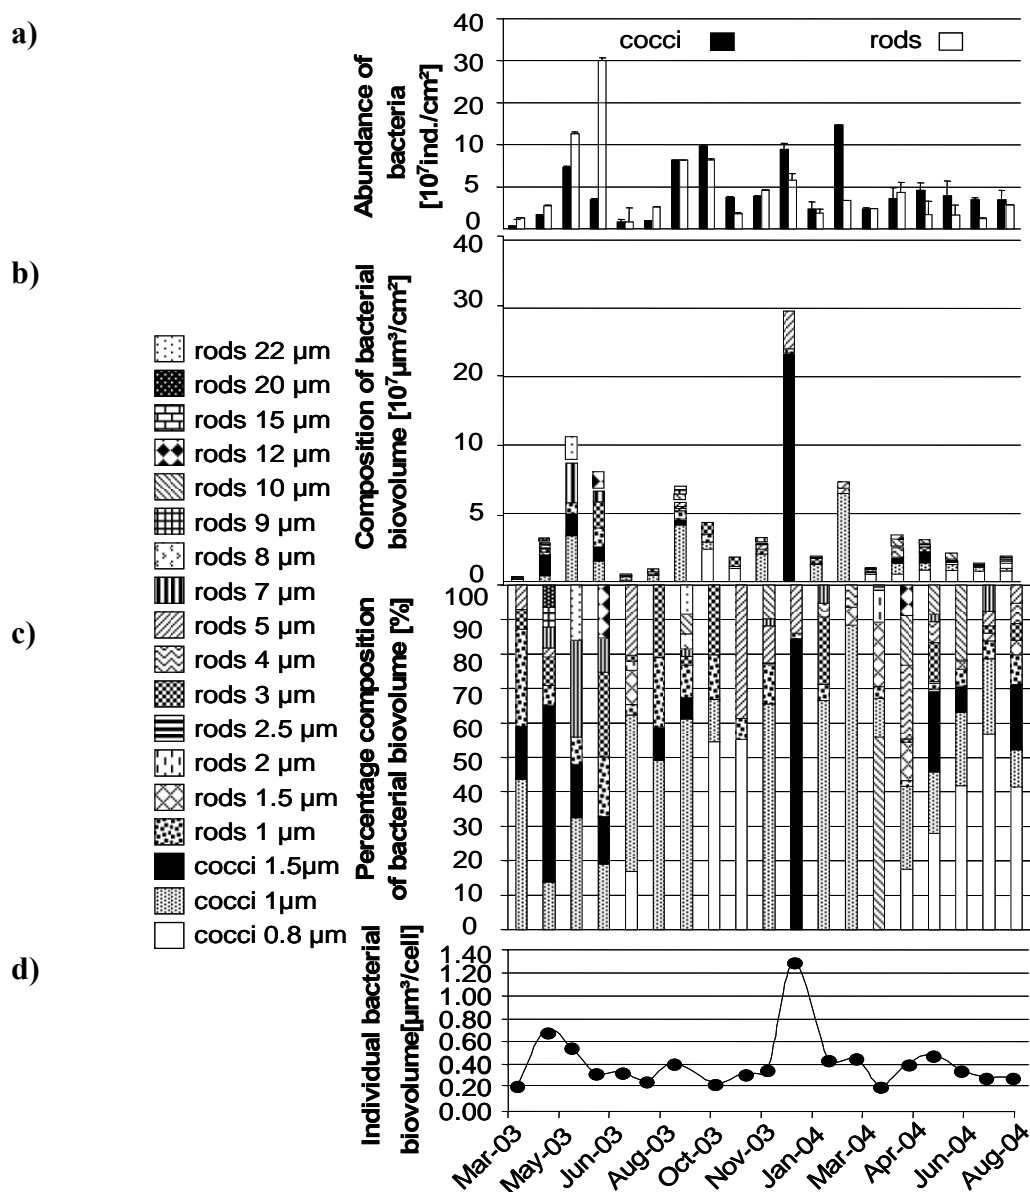 a)
Abundance of
bacteria
[10⁷ind./cm²]
40
30
20
10
5
0
cocci
rods
b)
Composition of bacterial
biovolume [10⁷µm³/cm²]
40
30
20
10
5
0
rods 22 µm
rods 20 µm
rods 15 µm
rods 12 µm
rods 10 µm
rods 9 µm
rods 8 µm
rods 7 µm
rods 5 µm
rods 4 µm
rods 3 µm
rods 2.5 µm
rods 2 µm
rods 1.5 µm
rods 1 µm
cocci 1.5µm
cocci 1µm
cocci 0.8 µm
c)
Percentage composition
of bacterial biovolume [%]
100
90
80
70
60
50
40
30
20
10
0
d)
Individual bacterial
biovolume[µm³/cell]
1.40
1.20
1.00
0.80
0.60
0.40
0.20
0.00
Mar-03
May-03
Jun-03
Aug-03
Oct-03
Nov-03
Jan-04
Mar-04
Apr-04
Jun-04
Aug-04